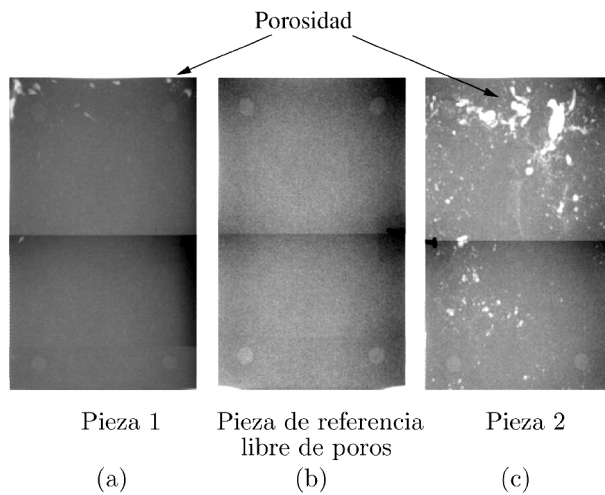 Porosidad
Pieza 1
Pieza de referencia
libre de poros
Pieza 2
(a)
(b)
(c)